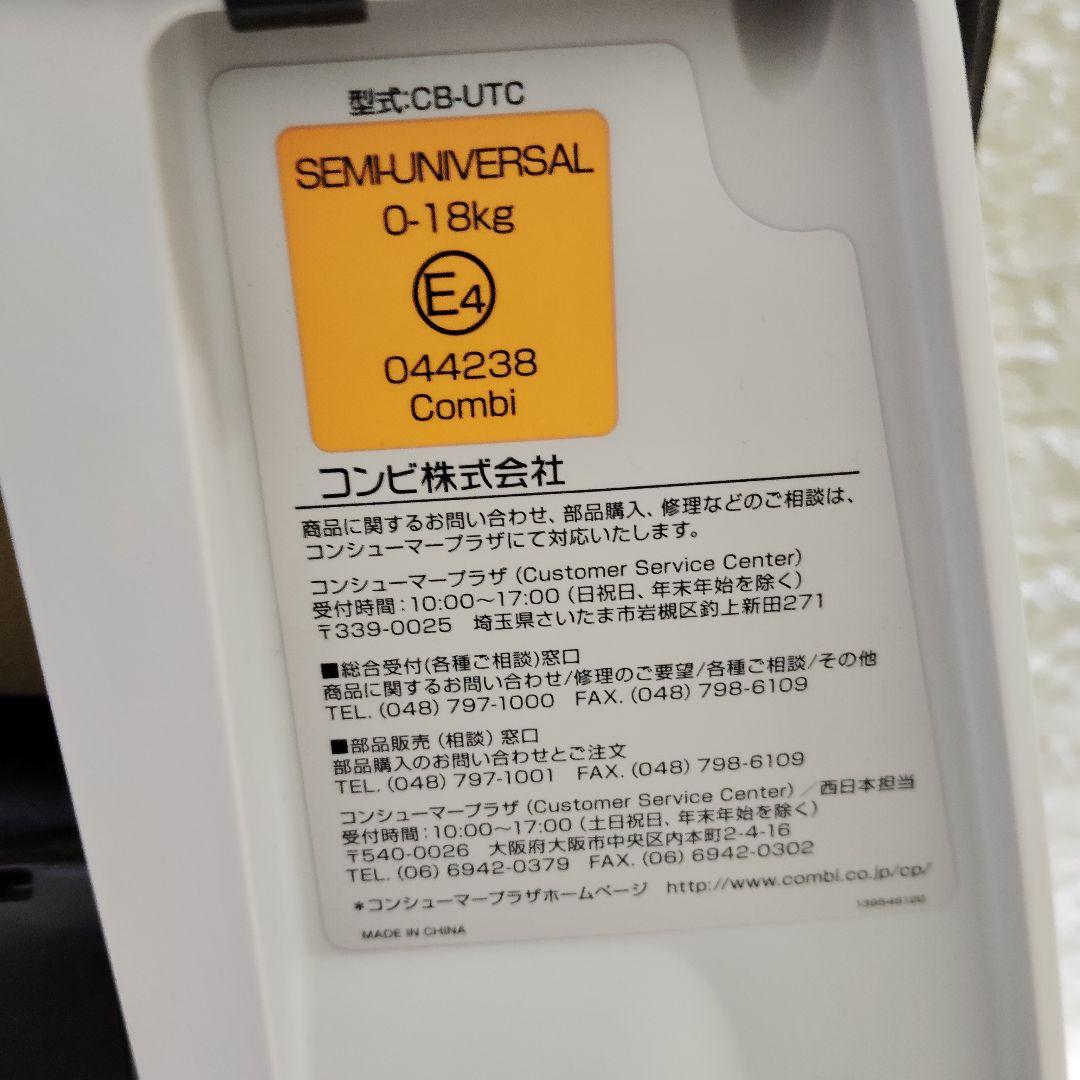 型式:CB-UTC
SEMI-UNIVERSAL
0-18kg
E4
044238
Combi
コンビ株式会社
商品に関するお問い合わせ、部品購入、修理などのご相談は、
コンシューマープラザにて対応いたします。
コンシューマープラザ (Customer Service Center)
受付時間:10:00〜17:00 (日祝日、年末年始を除く)
〒339-0025 埼玉県さいたま市岩槻区釣上新田271
■総合受付(各種ご相談)窓口
商品に関するお問い合わせ/修理のご要望/各種ご相談/その他
TEL. (048) 797-1000 FAX. (048) 798-6109
■部品販売 (相談) 窓口
部品購入のお問い合わせとご注文
TEL. (048) 797-1001 FAX. (048) 798-6109
コンシューマープラザ (Customer Service Center) / 西日本担当
受付時間:10:00〜17:00 (土日祝日、年末年始を除く)
〒540-0026 大阪府大阪市中央区内本町2-4-16
TEL. (06) 6942-0379 FAX. (06) 6942-0302
*コンシューマープラザホームページ http://www.combi.co.jp/cp/
MADE IN CHINA